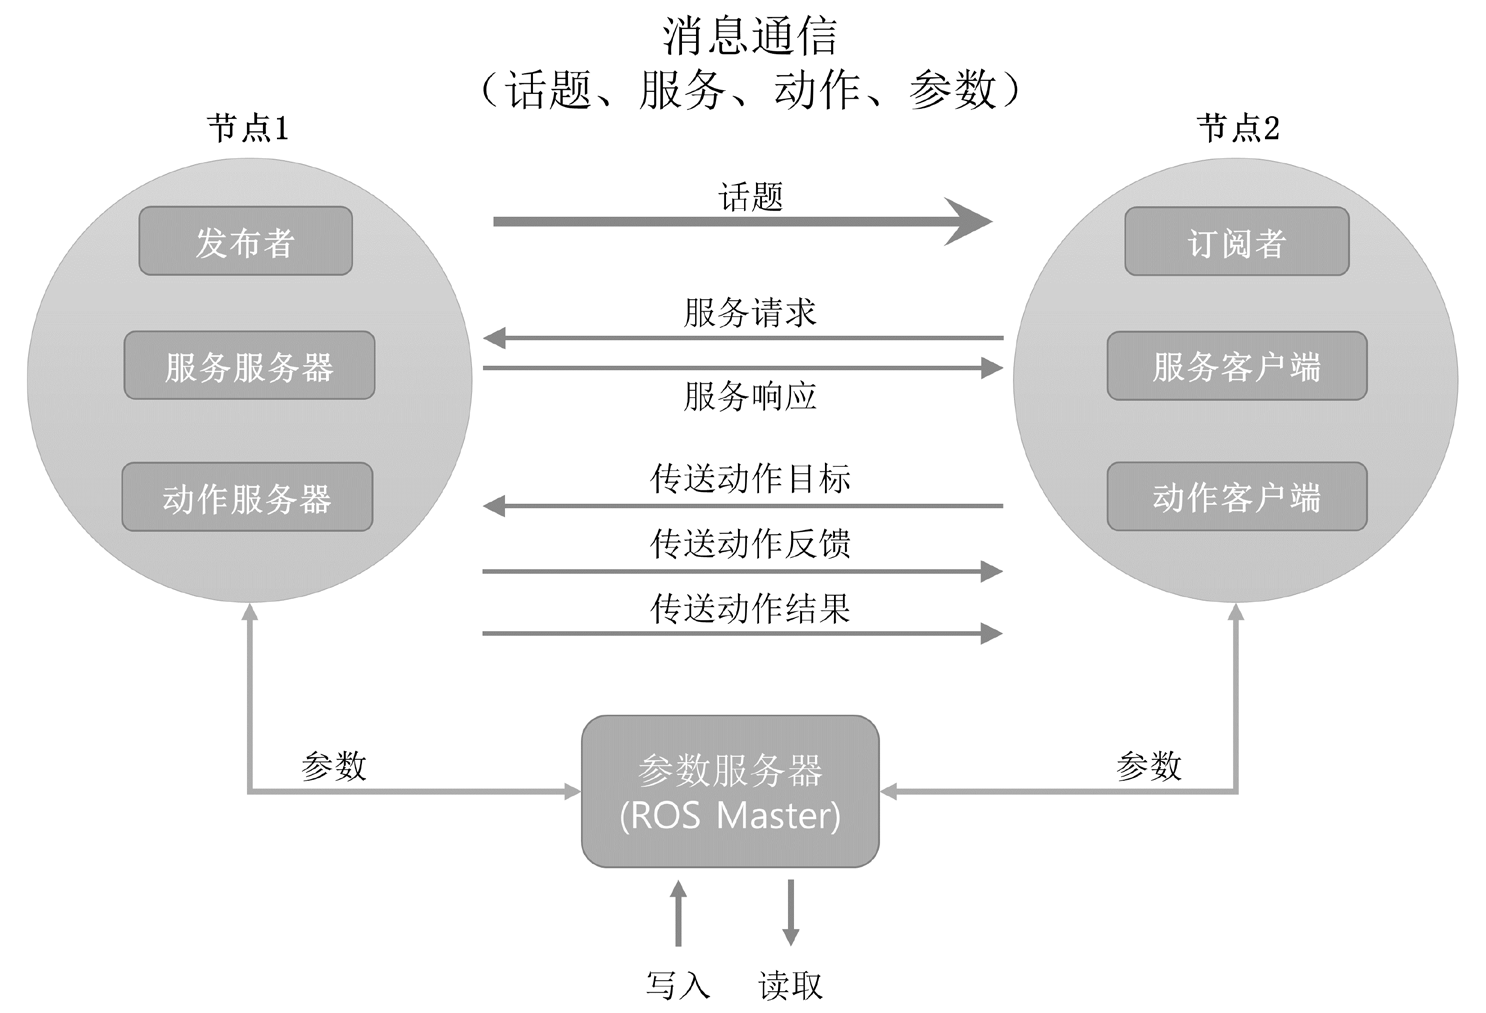 消息通信
（话题、服务、动作、参数）
节点1
节点2
话题
发布者
订阅者
服务请求
服务服务器
服务客户端
服务响应
传送动作目标
动作服务器
动作客户端
传送动作反馈
传送动作结果
参数
参数服务器
(ROS Master)
参数
写入
读取